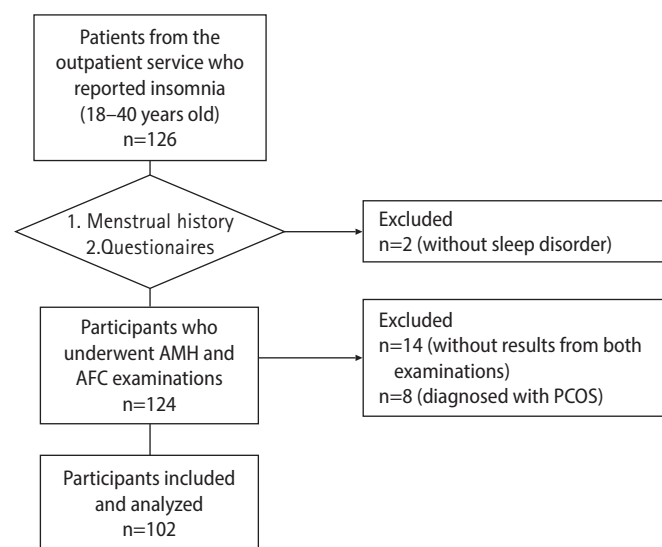 Patients from the
outpatient service who
reported insomnia
(18–40 years old)
n=126
1. Menstrual history
2.Questionaires
Excluded
n=2 (without sleep disorder)
Participants who
underwent AMH and
AFC examinations
n=124
Excluded
n=14 (without results from both
examinations)
n=8 (diagnosed with PCOS)
Participants included
and analyzed
n=102